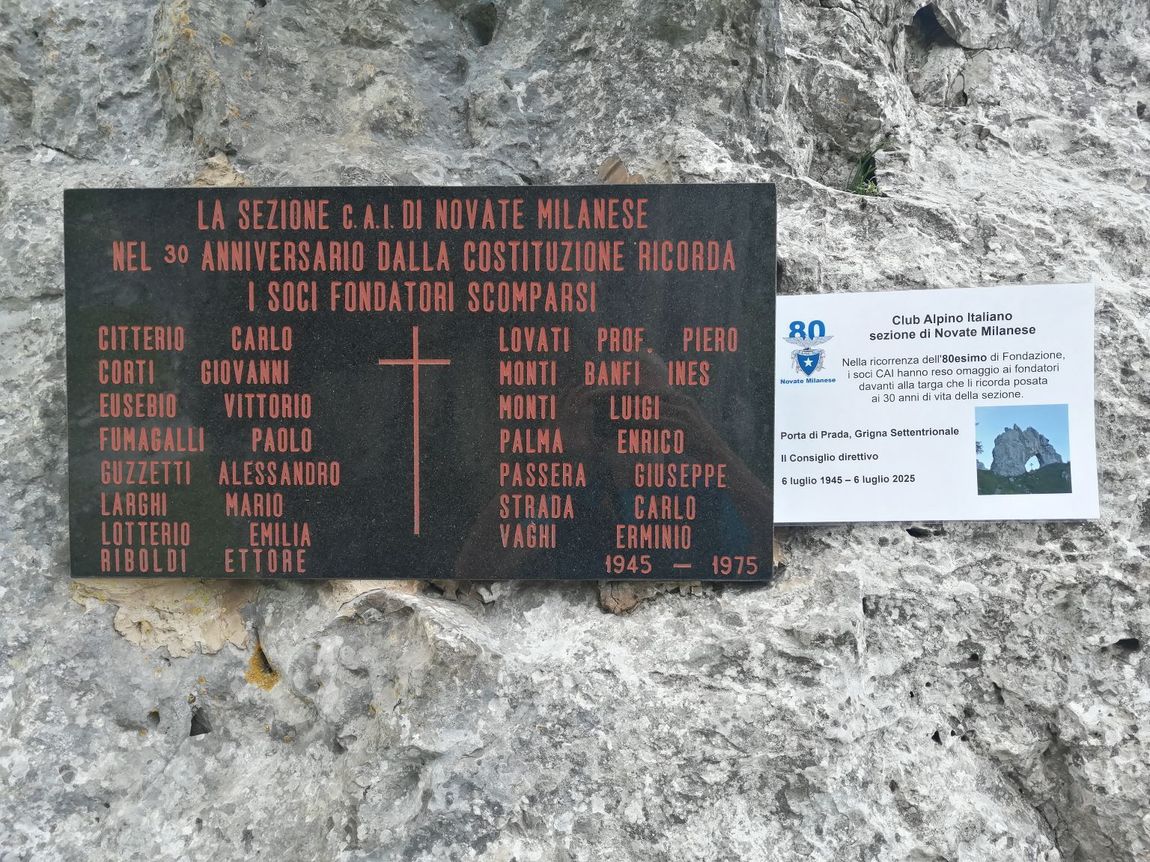 LA SEZIONE C.A.I. DI NOVATE MILANESE
NEL 30 ANNIVERSARIO DALLA COSTITUZIONE RICORDA
I SOCI FONDATORI SCOMPARSI
CITTERIO CARLO
CORTI GIOVANNI
EUSEBIO VITTORIO
FUMAGALLI PAOLO
GUZZETTI ALESSANDRO
LARGHI MARIO
LOTTERIO EMILIA
RIBOLDI ETTORE
LOVATI PROF. PIERO
MONTI BANFI INES
MONTI LUIGI
PALMA ENRICO
PASSERA GIUSEPPE
STRADA CARLO
VAGHI ERMINIO
1945 — 1975
80
Novate Milanese
Club Alpino Italiano
sezione di Novate Milanese
Nella ricorrenza dell'80esimo di Fondazione,
i soci CAI hanno reso omaggio ai fondatori
davanti alla targa che li ricorda posata
ai 30 anni di vita della sezione.
Porta di Prada, Grigna Settentrionale
Il Consiglio direttivo
6 luglio 1945 – 6 luglio 2025